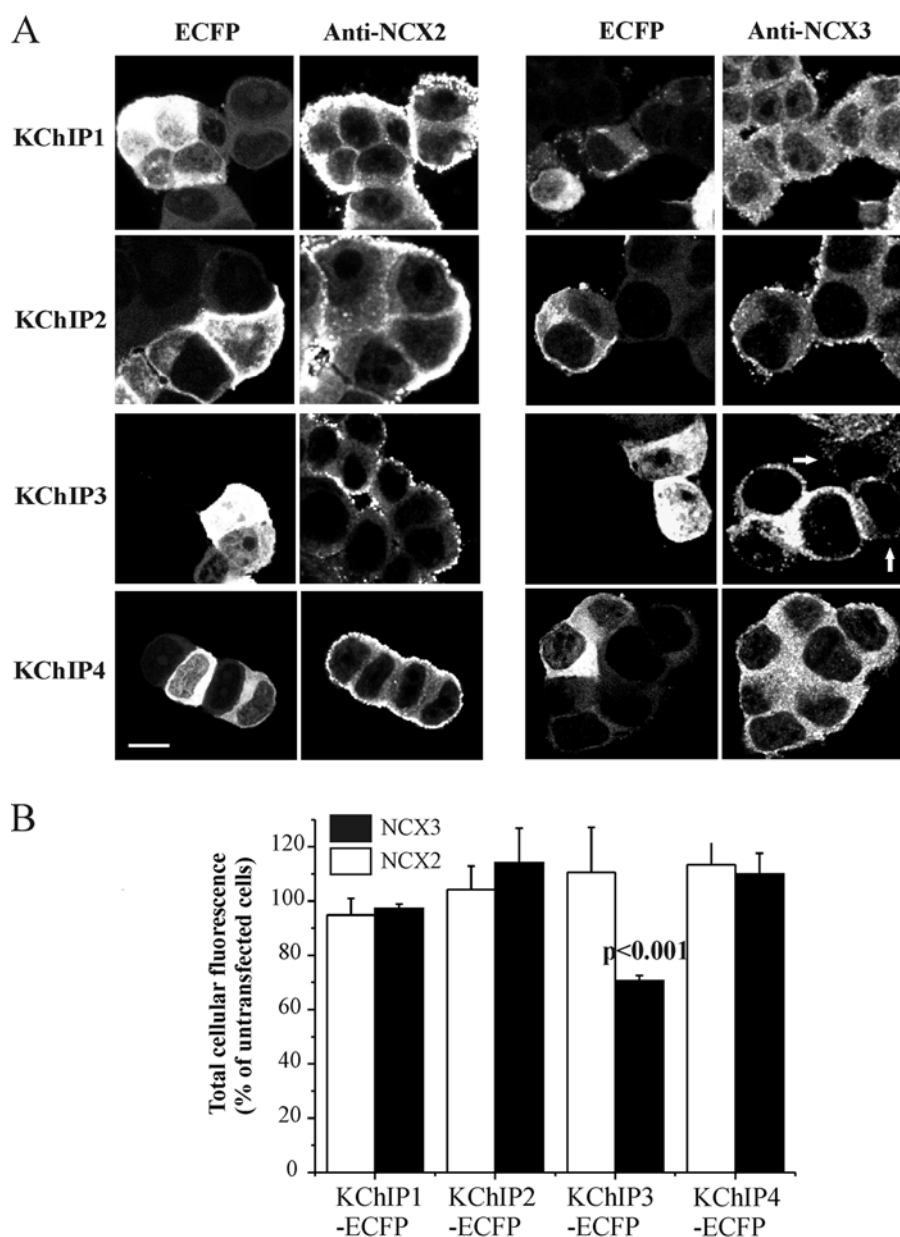 A
ECFP Anti-NCX2 ECFP Anti-NCX3
KChIP1
KChIP2
KChIP3
KChIP4
B
NCX3
NCX2
Total cellular fluorescence
(% of untransfected cells)
120
100
80
60
40
20
0
p<0.001
KChIP1 KChIP2 KChIP3 KChIP4
-ECFP -ECFP -ECFP -ECFP